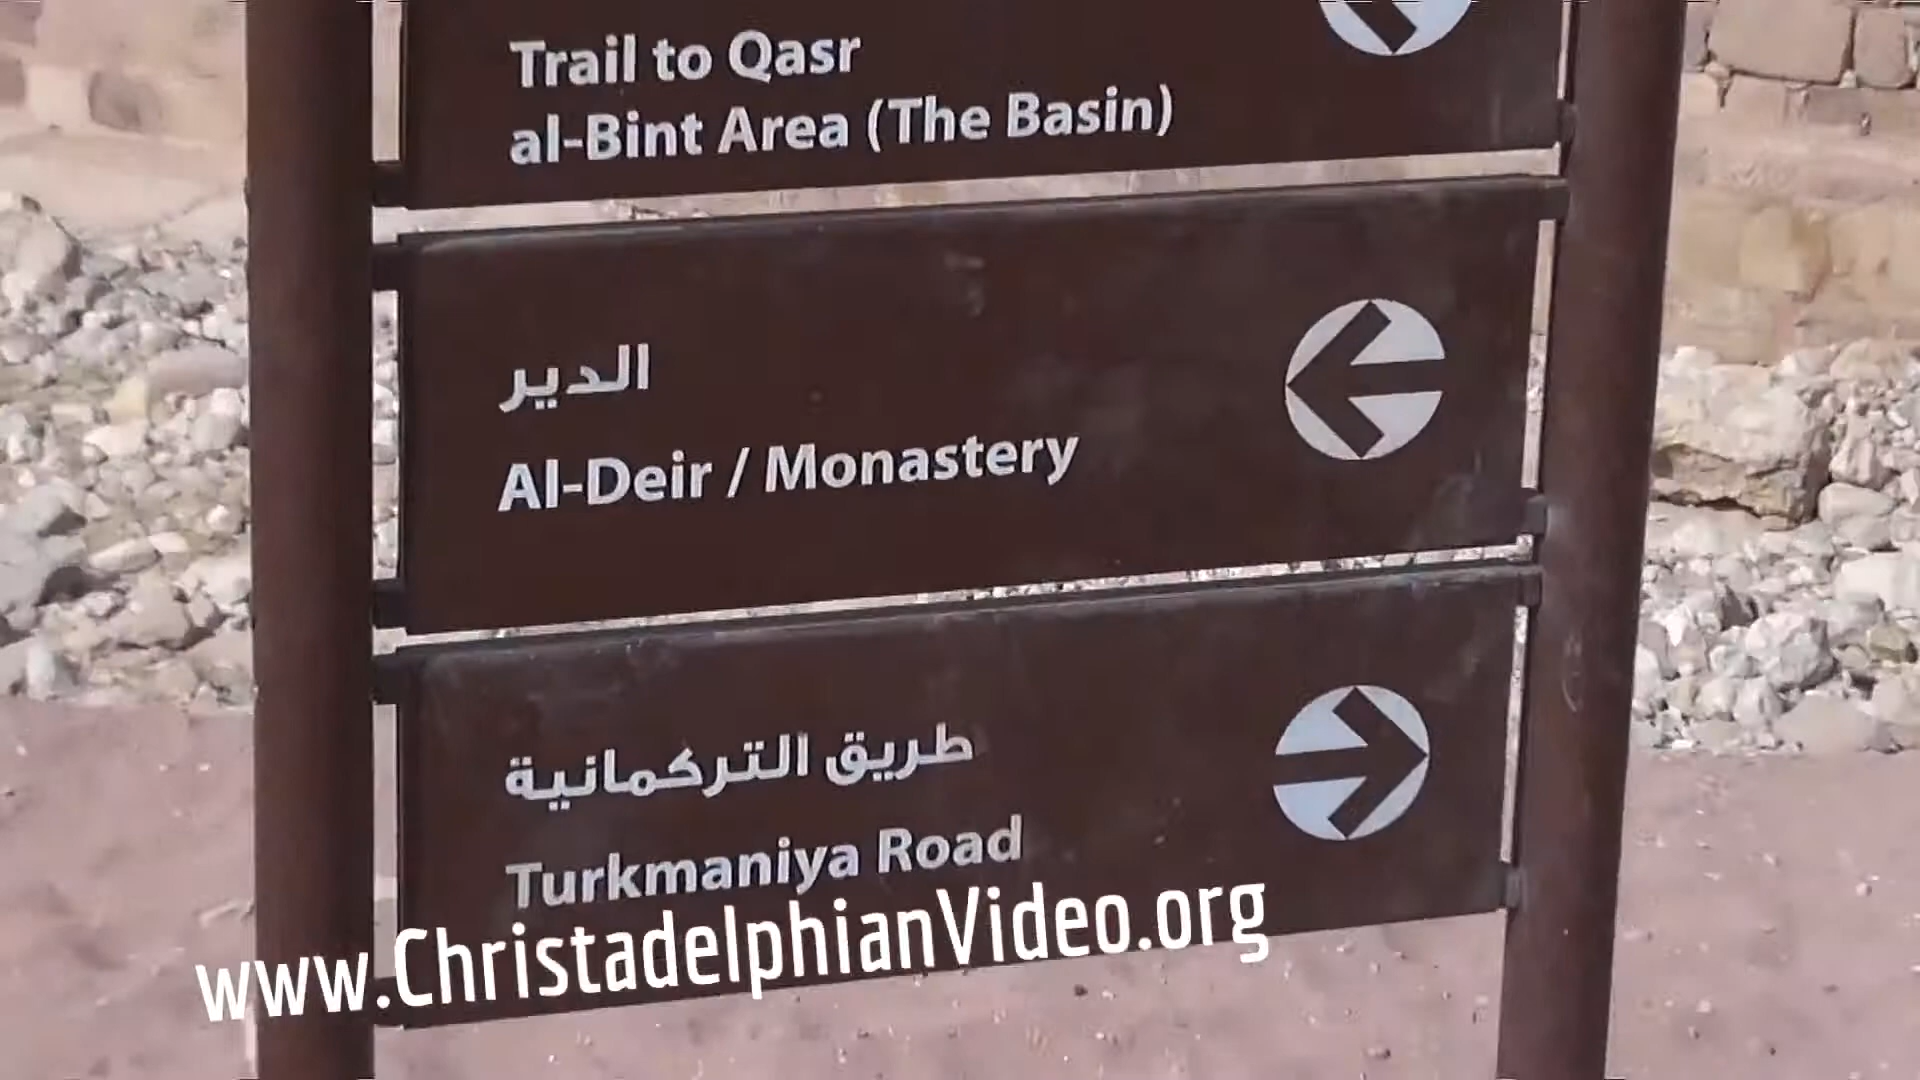 Trail to Qasr
al-Bint Area (The Basin)
الدير
Al-Deir / Monastery
طريق التركمانية
Turkmaniya Road
www.ChristadelphianVideo.org